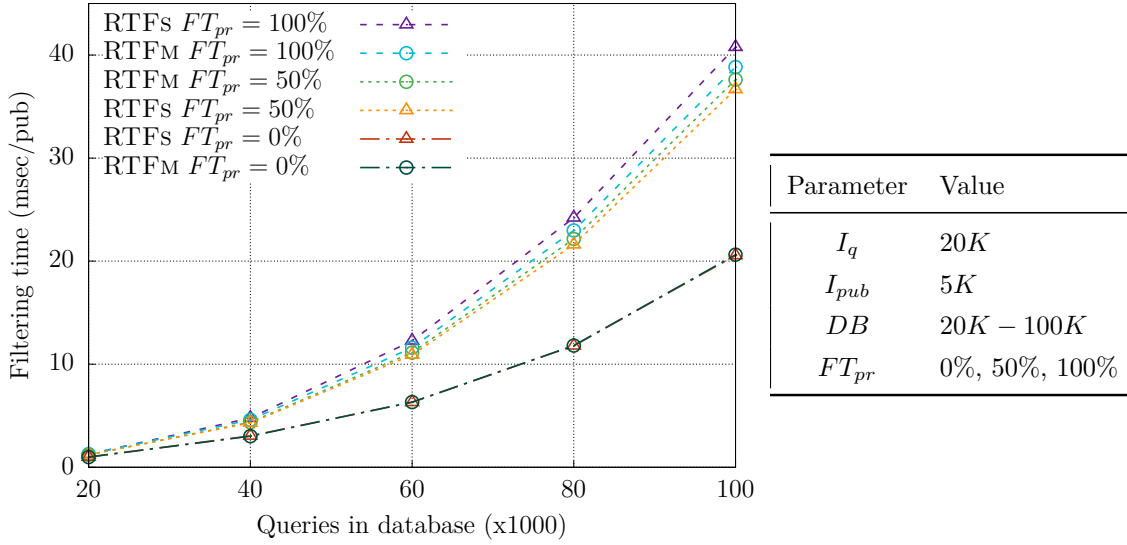 RTFs FT_pr = 100%
RTFM FT_pr = 100%
RTFM FT_pr = 50%
RTFs FT_pr = 50%
RTFs FT_pr = 0%
RTFM FT_pr = 0%
Filtering time (msec/pub)
40
30
20
10
0
20 40 60 80 100
Queries in database (x1000)
Parameter Value
I_q 20K
I_pub 5K
DB 20K − 100K
FT_pr 0%, 50%, 100%